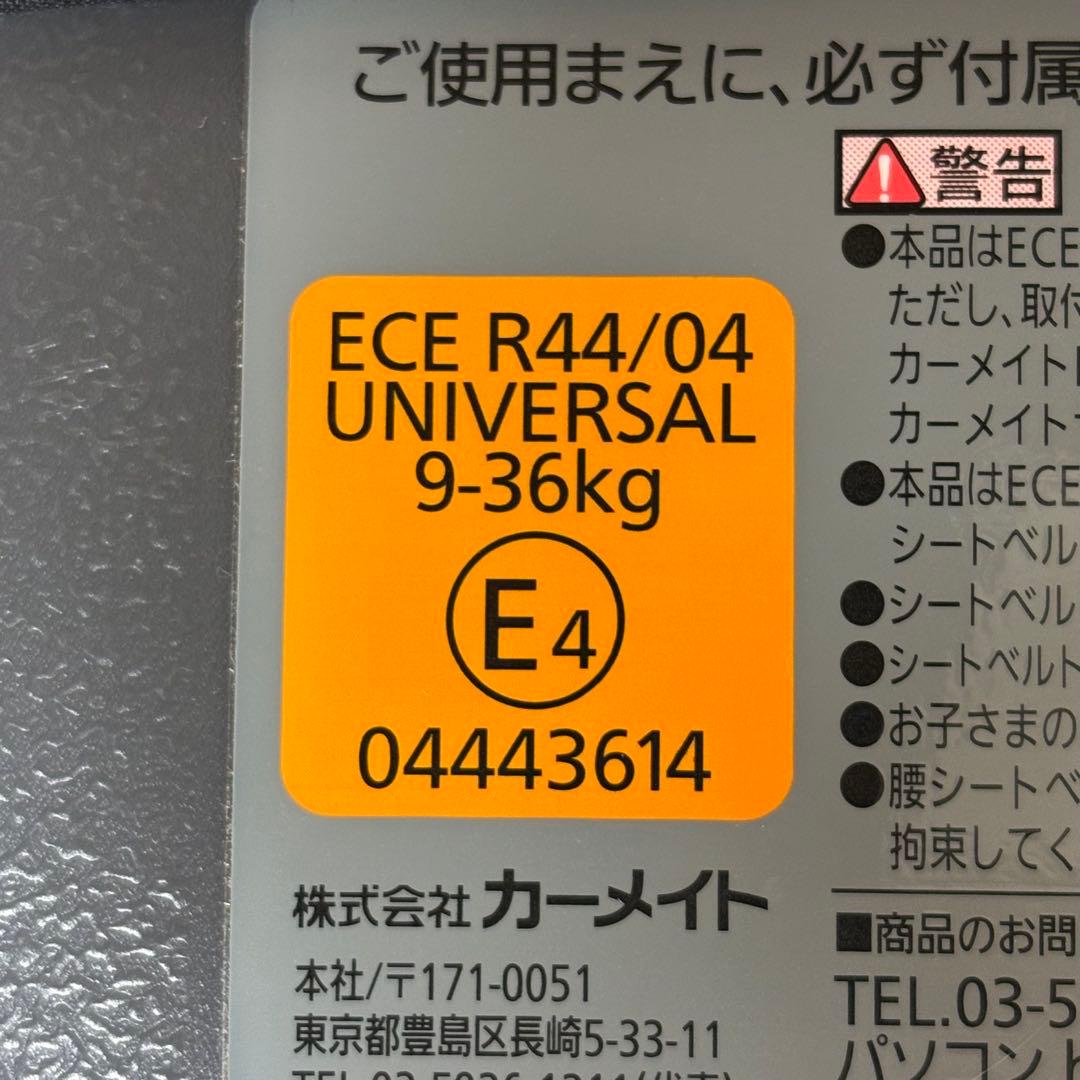 ご使用まえに、必ず付属
警告
●本品はECE
ただし、取付
カーメイト
カーメイト
●本品はECE
シートベル
●シートベル
●シートベルト
●お子さまの
●腰シートベ
拘束してく
ECE R44/04
UNIVERSAL
9-36kg
E4
04443614
株式会社 カーメイト
本社/〒171-0051
東京都豊島区長崎5-33-11
■商品のお問
TEL.03-5
パソコン